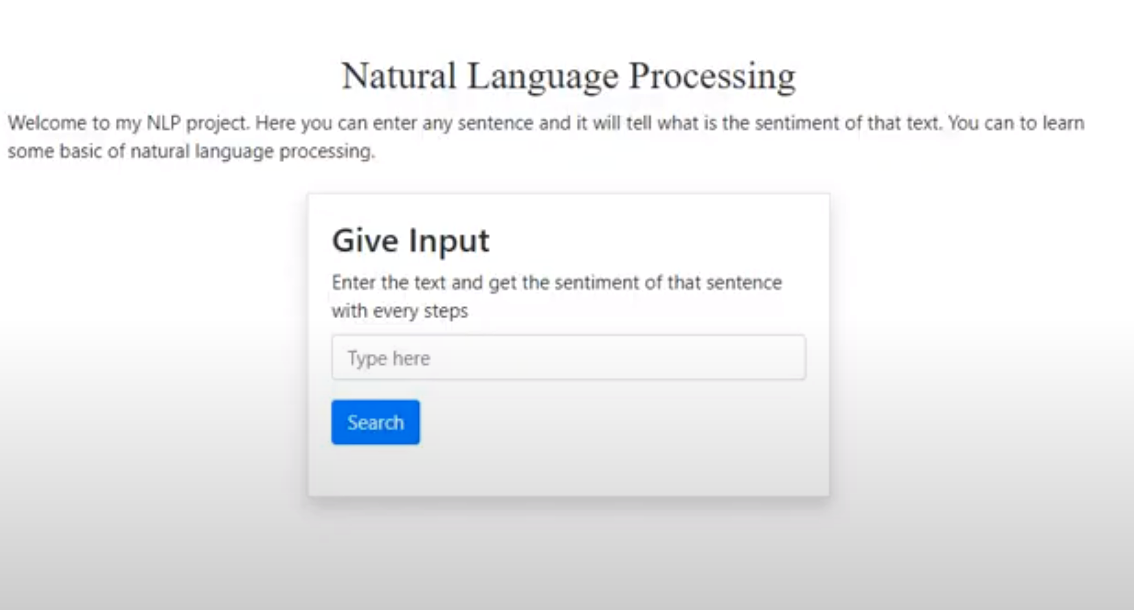 Natural Language Processing
Welcome to my NLP project. Here you can enter any sentence and it will tell what is the sentiment of that text. You can to learn
some basic of natural language processing.
Give Input
Enter the text and get the sentiment of that sentence
with every steps
Type here
Search